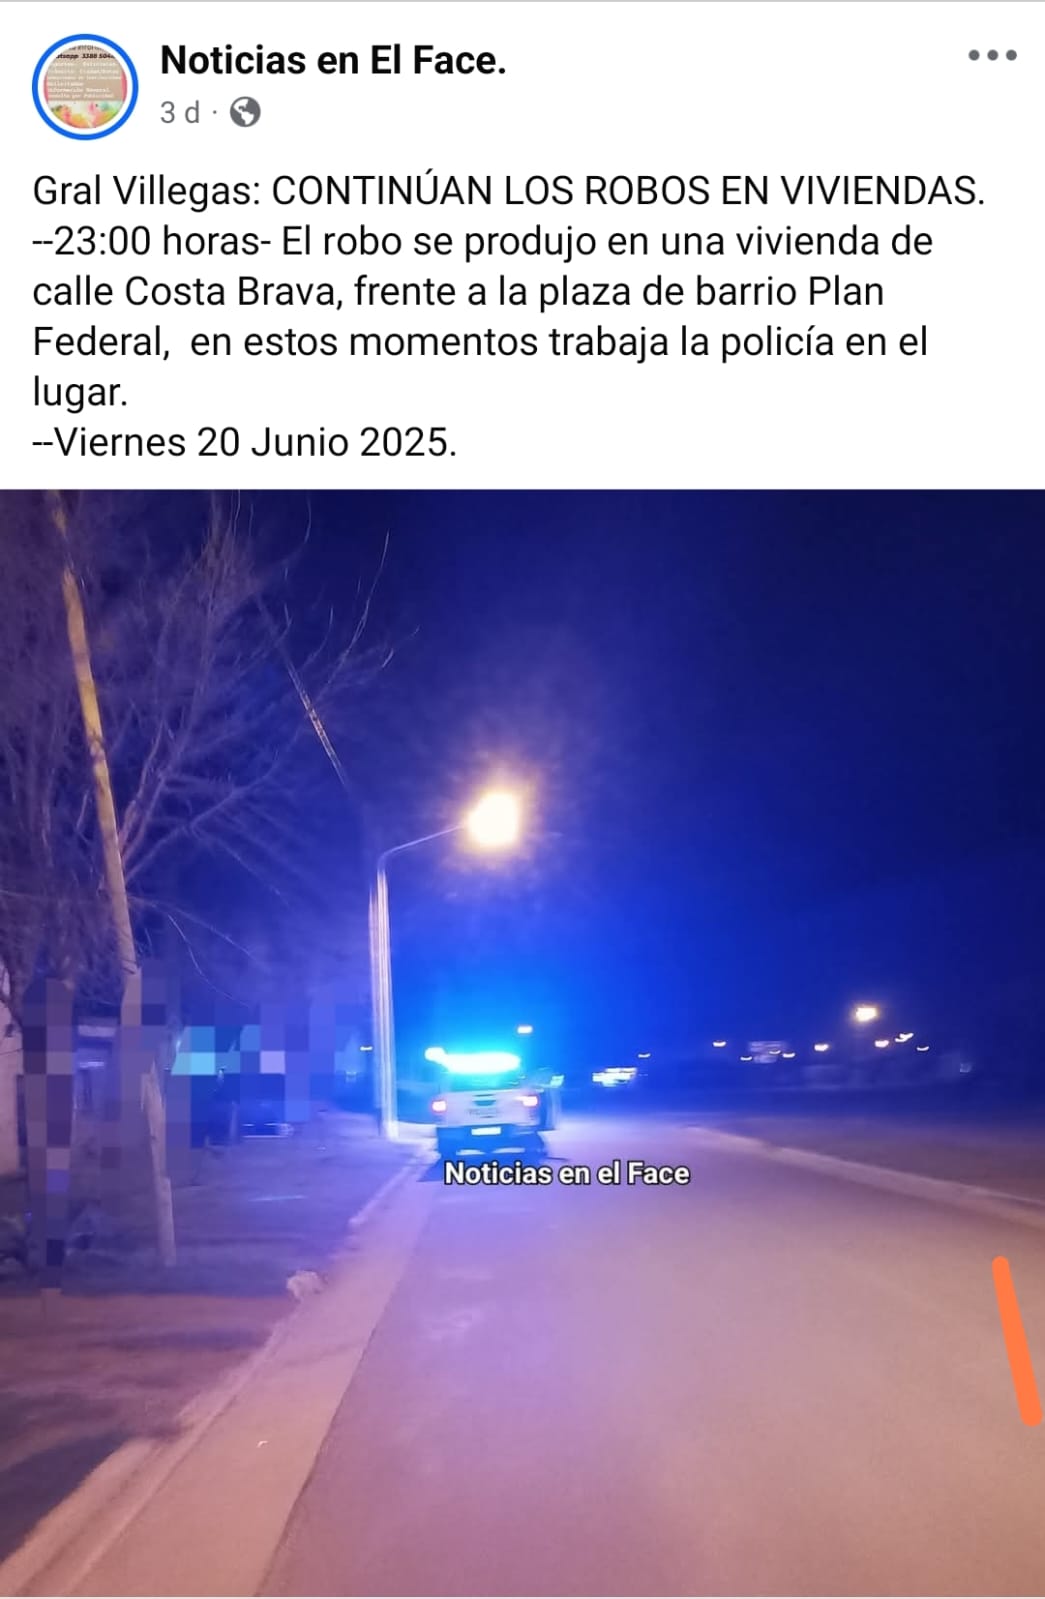 Noticias en El Face.
3 d ·
Gral Villegas: CONTINÚAN LOS ROBOS EN VIVIENDAS.
--23:00 horas- El robo se produjo en una vivienda de
calle Costa Brava, frente a la plaza de barrio Plan
Federal,  en estos momentos trabaja la policía en el
lugar.
--Viernes 20 Junio 2025.
Noticias en el Face